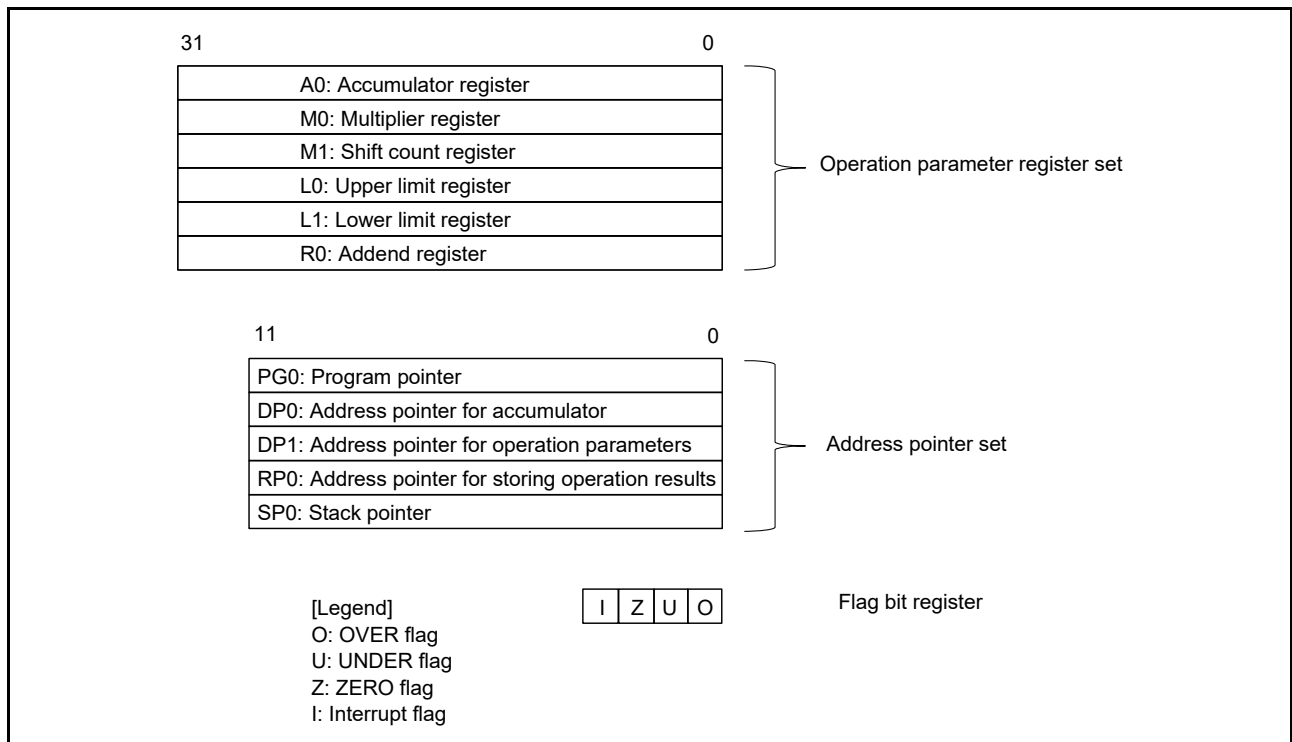 31 0
A0: Accumulator register
M0: Multiplier register
M1: Shift count register
L0: Upper limit register
L1: Lower limit register
R0: Addend register
Operation parameter register set
11 0
PG0: Program pointer
DP0: Address pointer for accumulator
DP1: Address pointer for operation parameters
RP0: Address pointer for storing operation results
SP0: Stack pointer
Address pointer set
[Legend]
O: OVER flag
U: UNDER flag
Z: ZERO flag
I: Interrupt flag
I Z U O
Flag bit register